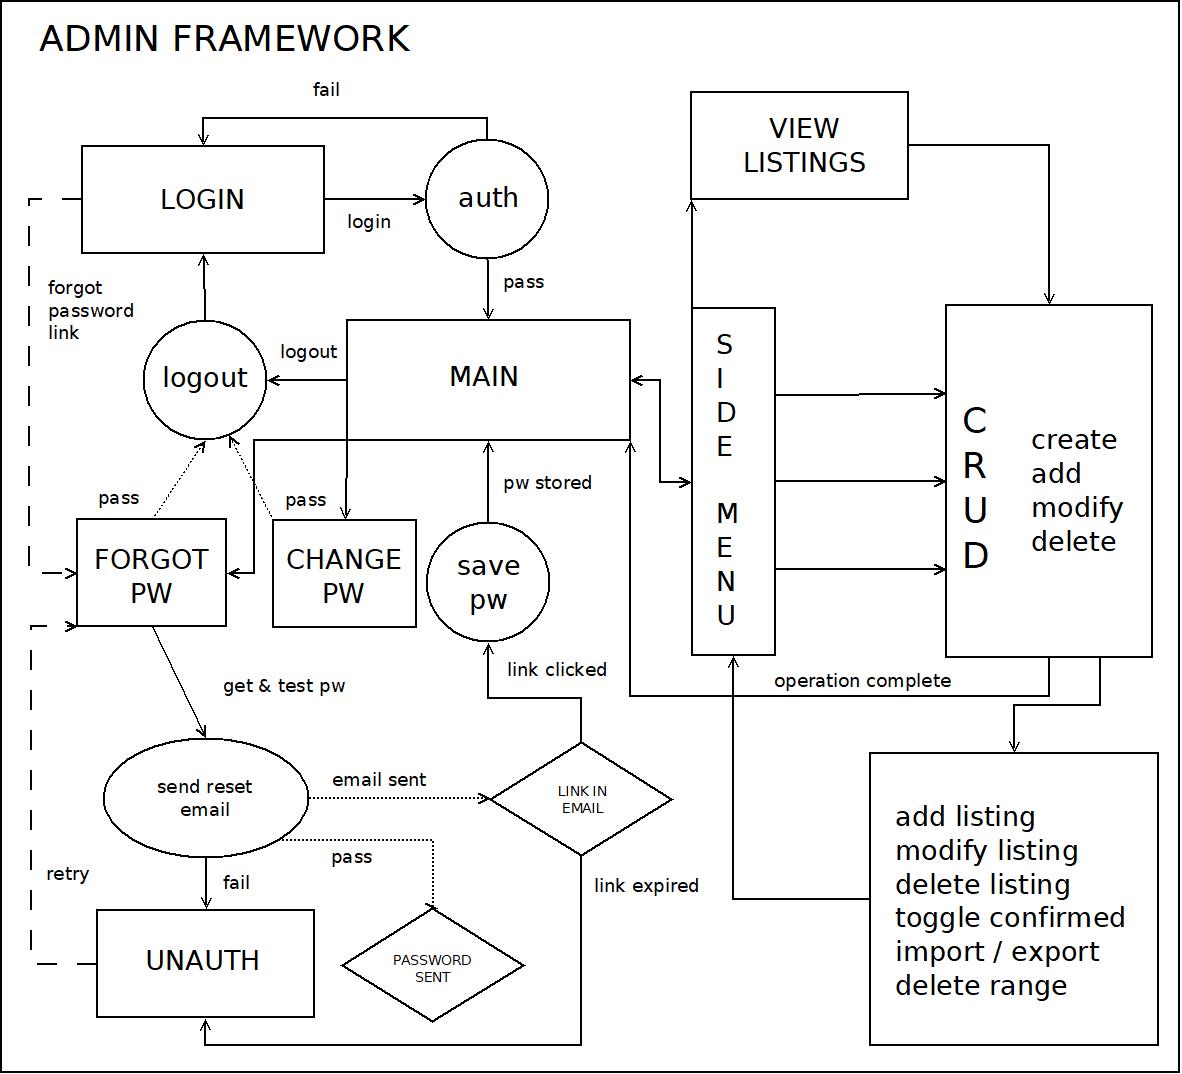 ADMIN FRAMEWORK
fail
VIEW
LISTINGS
LOGIN
auth
login
forgot
password
link
pass
logout
logout
MAIN
S
I
D
E
M
E
N
U
C
R
U
D
create
add
modify
delete
pass
pass
pw stored
FORGOT
PW
CHANGE
PW
save
pw
get & test pw
link clicked
operation complete
send reset
email
email sent
LINK IN
EMAIL
pass
retry
fail
link expired
UNAUTH
PASSWORD
SENT
add listing
modify listing
delete listing
toggle confirmed
import / export
delete range